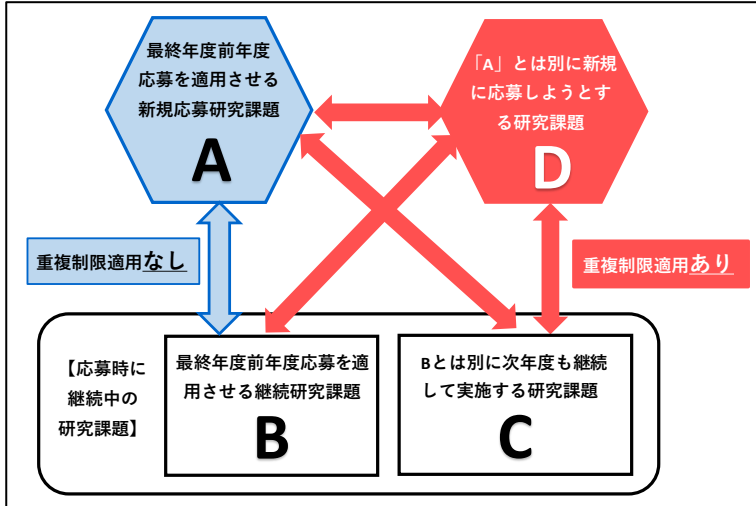 最終年度前年度
応募を適用させる
新規応募研究課題
A
「A」とは別に新規
に応募しようとす
る研究課題
D
重複制限適用なし
重複制限適用あり
【応募時に
継続中の
研究課題】
最終年度前年度応募を適
用させる継続研究課題
B
Bとは別に次年度も継続
して実施する研究課題
C